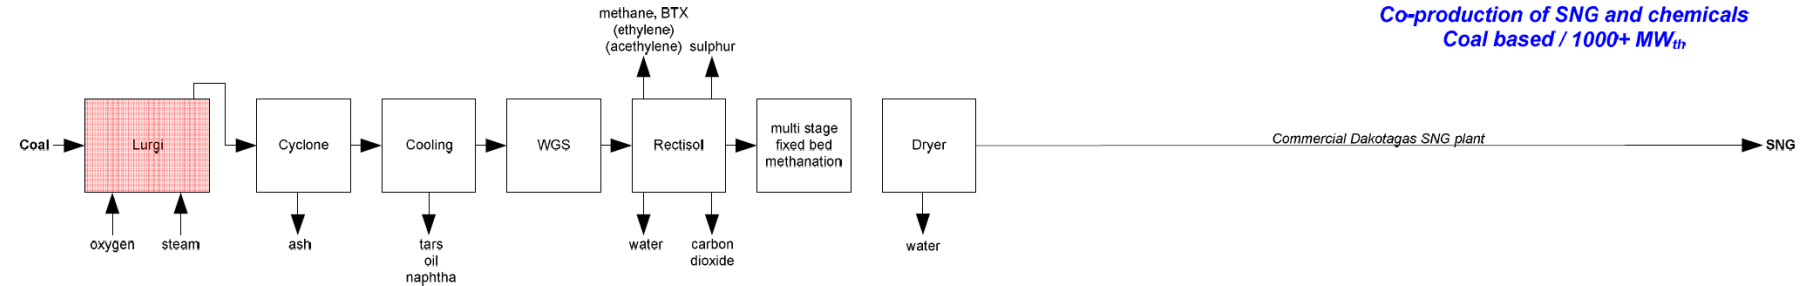 Co-production of SNG and chemicals
Coal based / 1000+ MWth
methane, BTX
(ethylene)
(acethylene)
sulphur
Coal
Lurgi
Cyclone
Cooling
WGS
Rectisol
multi stage
fixed bed
methanation
Dryer
Commercial Dakotagas SNG plant
SNG
oxygen
steam
ash
tars
oil
naphtha
water
carbon
dioxide
water